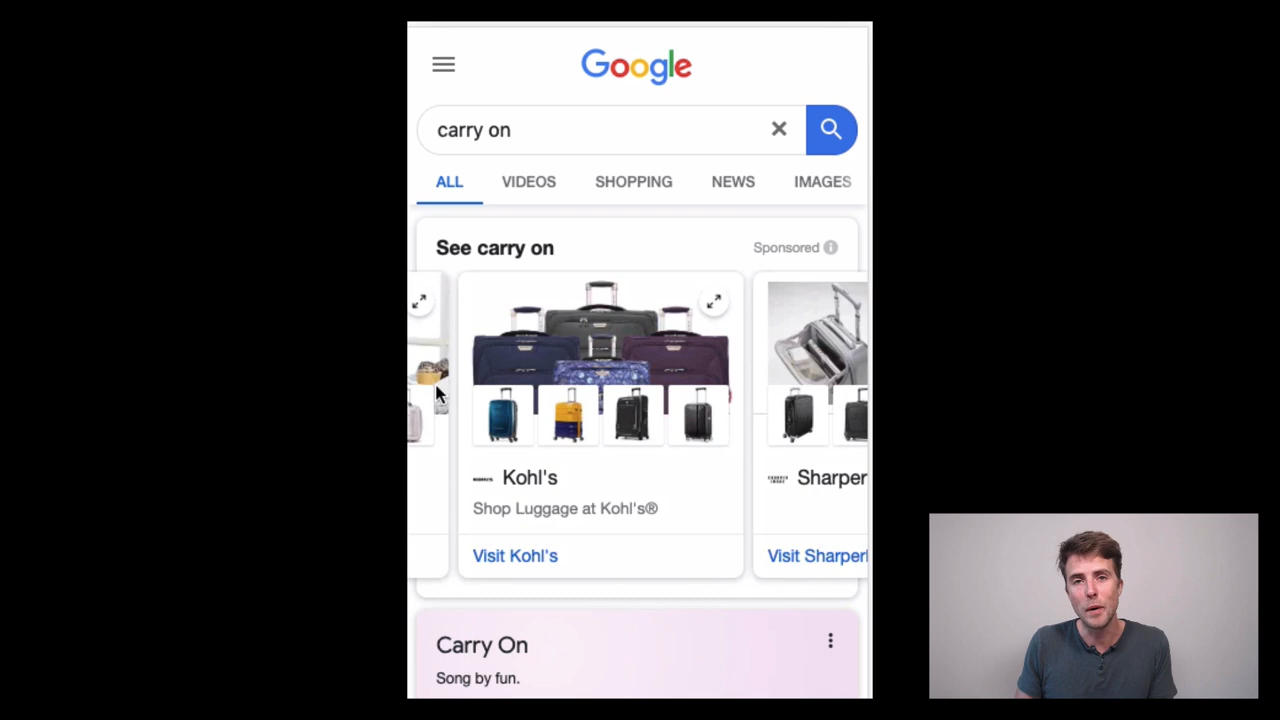 Google
carry on
ALL VIDEOS SHOPPING NEWS IMAGES
See carry on
Sponsored
Kohl's
Sharper
Shop Luggage at Kohl's®
Visit Kohl's
Visit Sharper
Carry On
Song by fun.